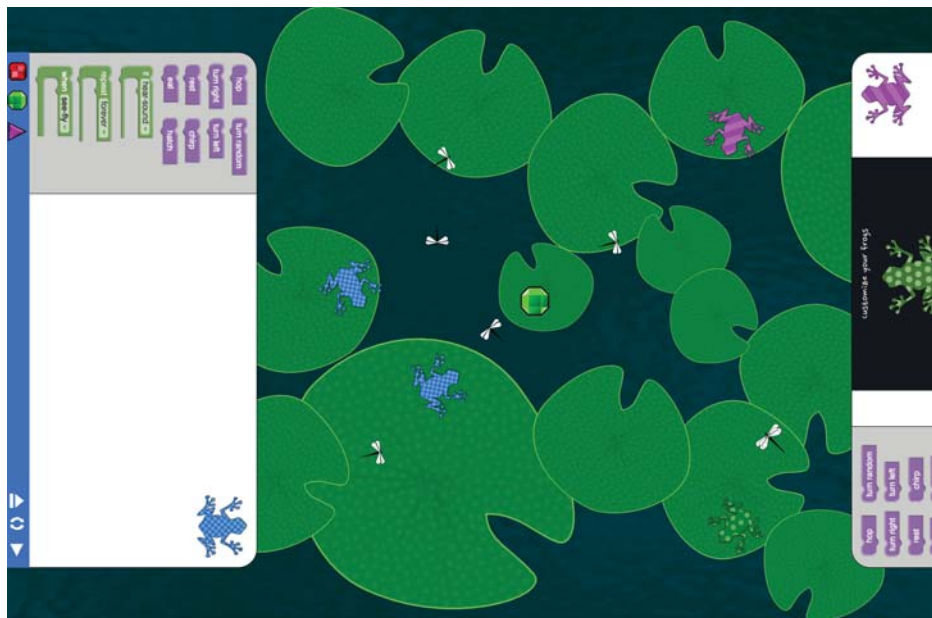 hop turn random
turn right turn left
rest chirp
eat hatch
if hear-sound
repeat forever
when see-fly
customize your frogs
hop turn random
turn right turn left
rest chirp